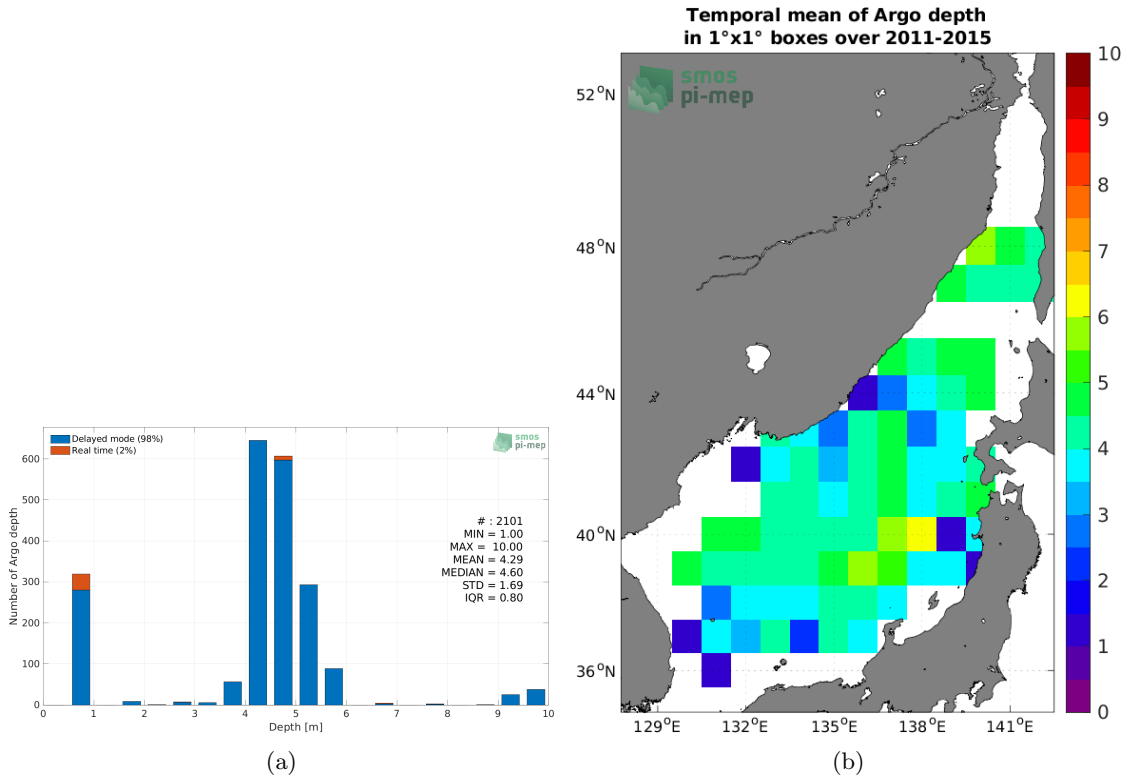 Delayed mode (98%)
Real time (2%)
smos
pi-mep
Number of Argo depth
600
500
400
300
200
100
0
# : 2101
MIN = 1.00
MAX = 10.00
MEAN = 4.29
MEDIAN = 4.60
STD = 1.69
IQR = 0.80
0 1 2 3 4 5 6 7 8 9 10
Depth [m]
(a)
Temporal mean of Argo depth
in 1°x1° boxes over 2011-2015
smos
pi-mep
52°N
48°N
44°N
40°N
36°N
129°E 132°E 135°E 138°E 141°E
10
9
8
7
6
5
4
3
2
1
0
(b)